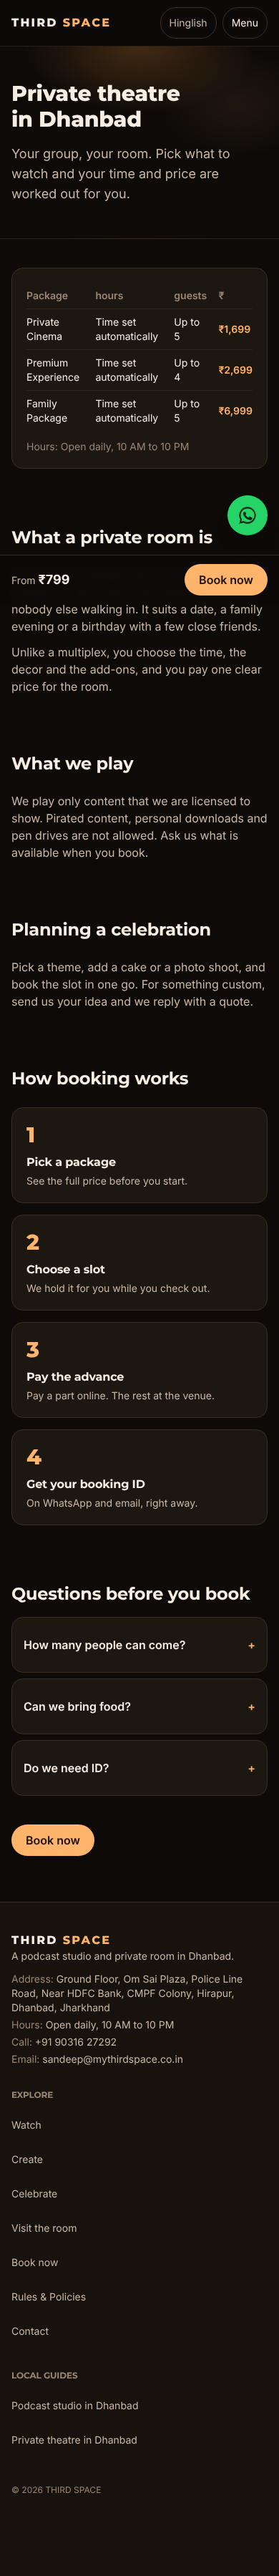 THIRD SPACE
Hinglish
Menu
Private theatre
in Dhanbad
Your group, your room. Pick what to
watch and your time and price are
worked out for you.
Package hours guests ₹
Private Cinema Time set automatically Up to 5 ₹1,699
Premium Experience Time set automatically Up to 4 ₹2,699
Family Package Time set automatically Up to 5 ₹6,999
Hours: Open daily, 10 AM to 10 PM
What a private room is
From ₹799
Book now
nobody else walking in. It suits a date, a family
evening or a birthday with a few close friends.
Unlike a multiplex, you choose the time, the
decor and the add-ons, and you pay one clear
price for the room.
What we play
We play only content that we are licensed to
show. Pirated content, personal downloads and
pen drives are not allowed. Ask us what is
available when you book.
Planning a celebration
Pick a theme, add a cake or a photo shoot, and
book the slot in one go. For something custom,
send us your idea and we reply with a quote.
How booking works
1
Pick a package
See the full price before you start.
2
Choose a slot
We hold it for you while you check out.
3
Pay the advance
Pay a part online. The rest at the venue.
4
Get your booking ID
On WhatsApp and email, right away.
Questions before you book
How many people can come? +
Can we bring food? +
Do we need ID? +
Book now
THIRD SPACE
A podcast studio and private room in Dhanbad.
Address: Ground Floor, Om Sai Plaza, Police Line
Road, Near HDFC Bank, CMPF Colony, Hirapur,
Dhanbad, Jharkhand
Hours: Open daily, 10 AM to 10 PM
Call: +91 90316 27292
Email: sandeep@mythirdspace.co.in
EXPLORE
Watch
Create
Celebrate
Visit the room
Book now
Rules & Policies
Contact
LOCAL GUIDES
Podcast studio in Dhanbad
Private theatre in Dhanbad
© 2026 THIRD SPACE